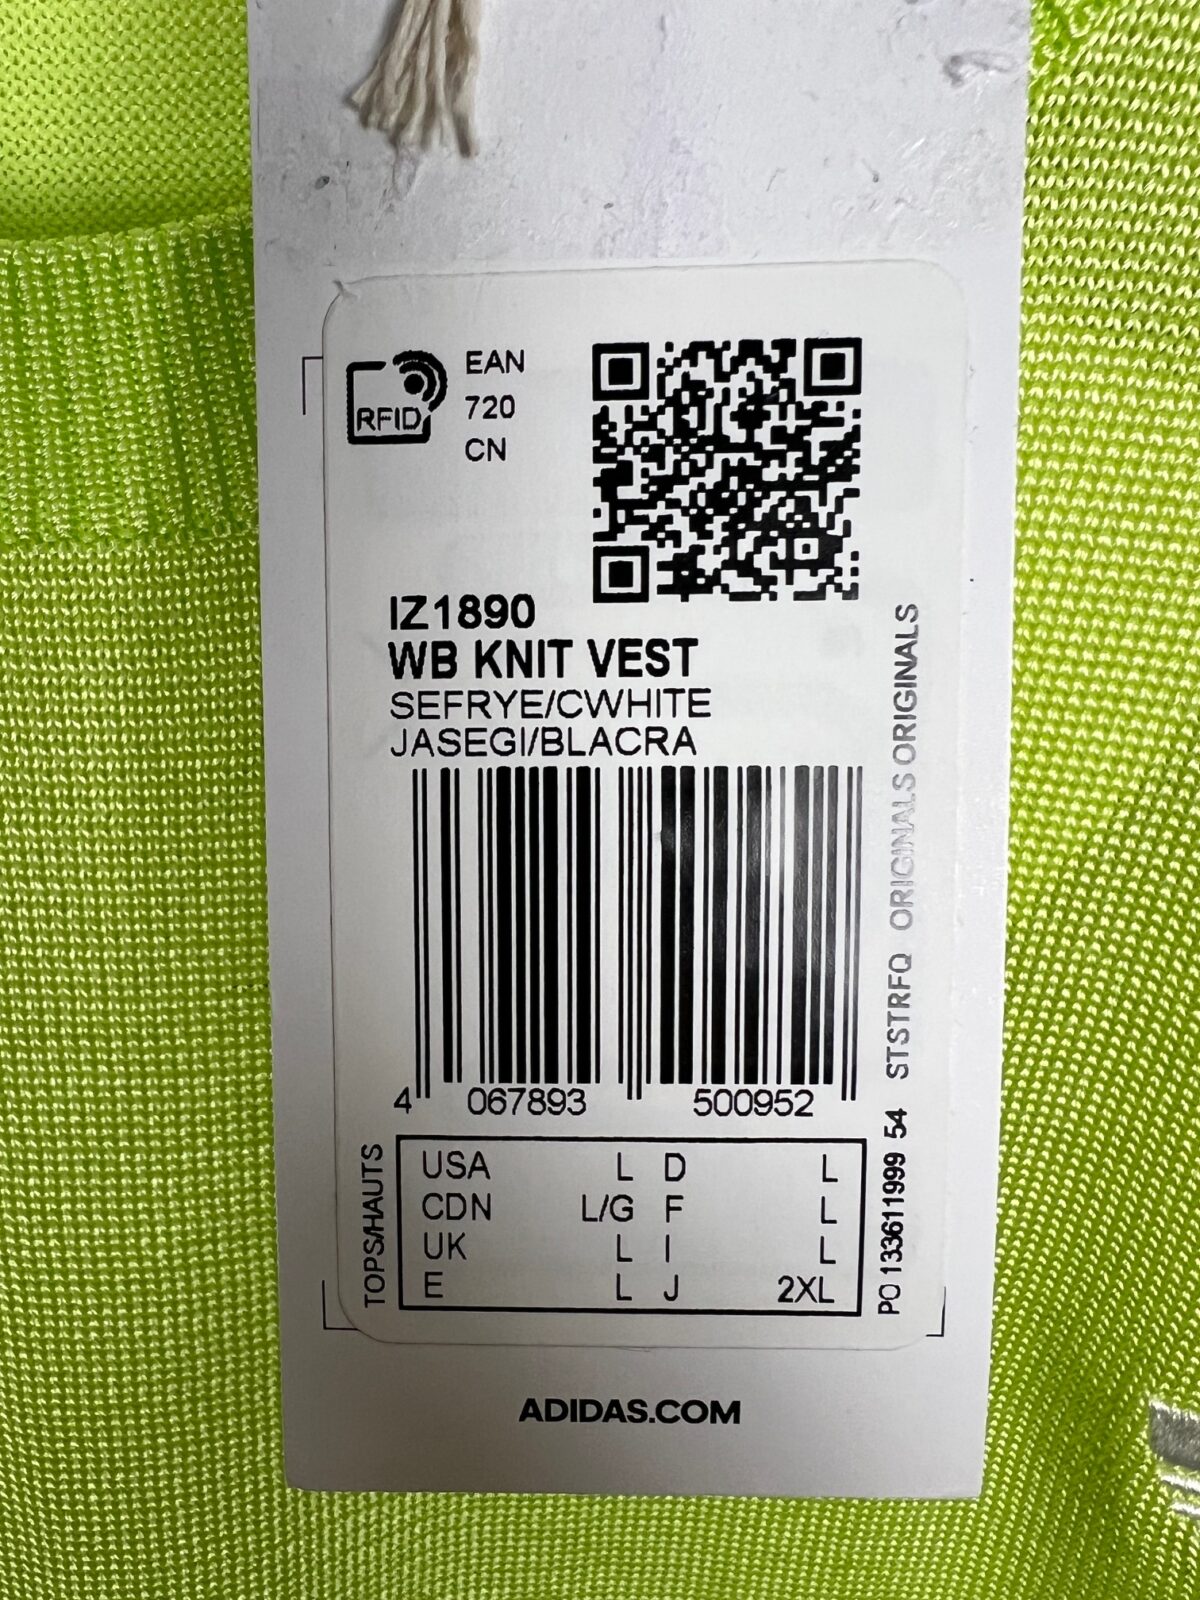 RFID
EAN
720
CN
IZ1890
WB KNIT VEST
SEFRYE/CWHITE
JASEGI/BLACRA
4 067893 500952
TOPS/HAUTS
USA L D L
CDN L/G F L
UK L I L
E L J 2XL
PO 133611999 54 STSTRFQ ORIGINALS ORIGINALS
ADIDAS.COM